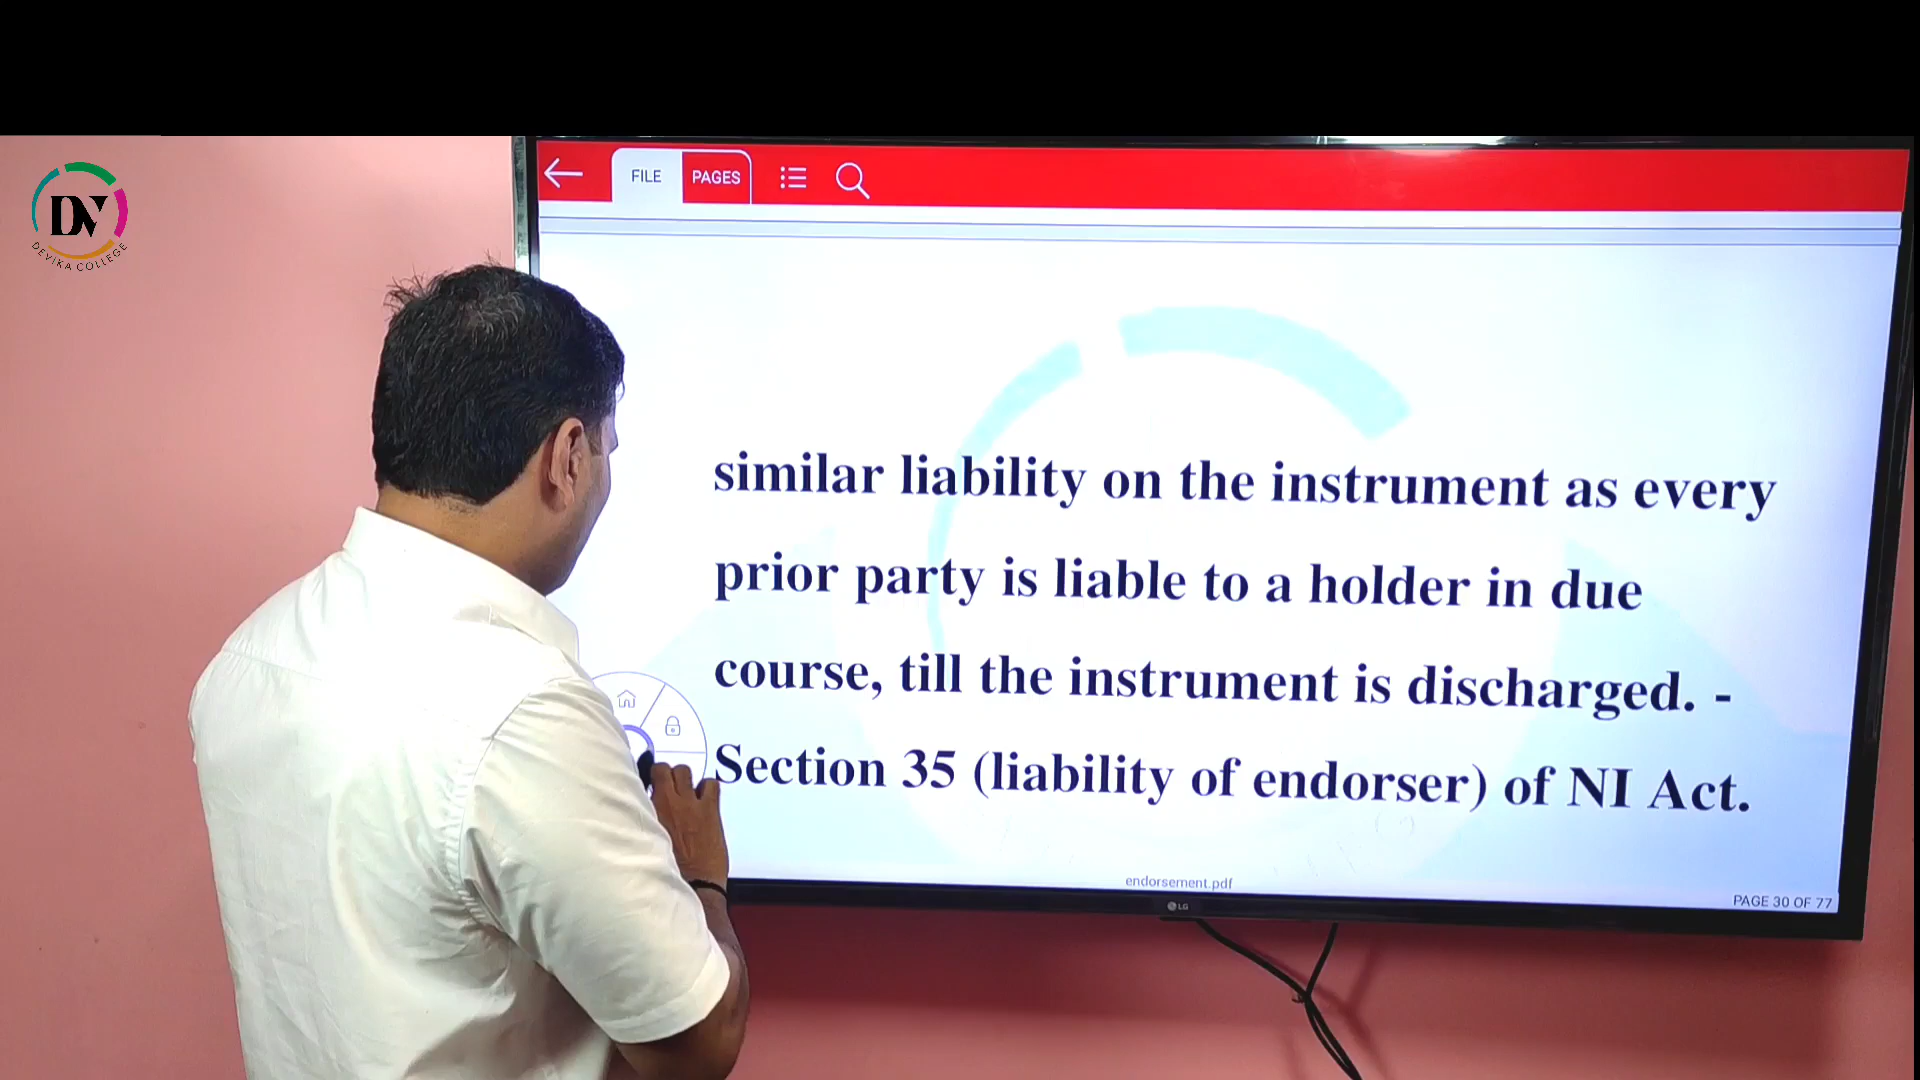 DV
DEVIKA COLLEGE
FILE
PAGES
similar liability on the instrument as every
prior party is liable to a holder in due
course, till the instrument is discharged. -
Section 35 (liability of endorser) of NI Act.
endorsement.pdf
PAGE 30 OF 77
LG